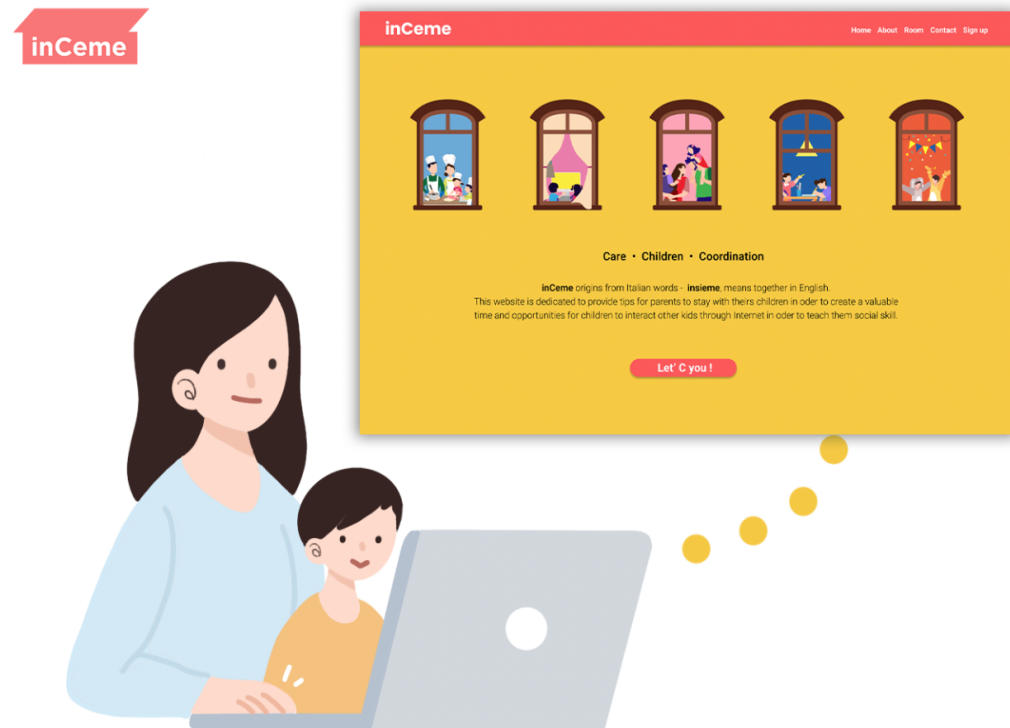 inCeme
inCeme
Home About Room Contact Sign up
Care • Children • Coordination
inCeme origins from Italian words - insieme, means together in English.
This website is dedicated to provide tips for parents to stay with theirs children in oder to create a valuable
time and opportunities for children to interact other kids through Internet in oder to teach them social skill.
Let' C you !